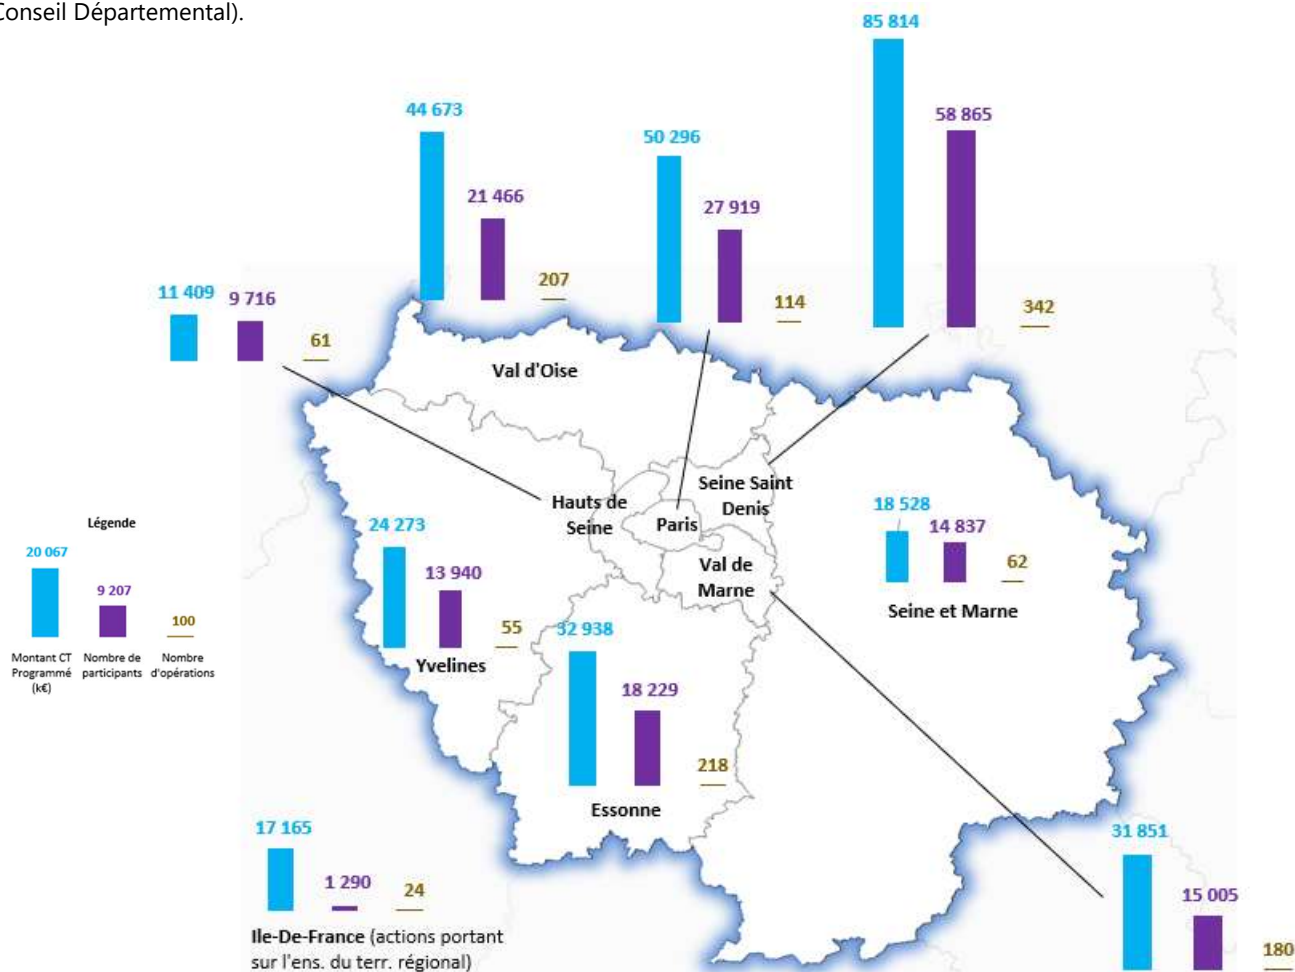 Conseil Départemental).
85 814
58 865
342
44 673
21 466
207
50 296
27 919
114
11 409
9 716
61
Val d'Oise
Seine Saint
Denis
Hauts de
Seine
Paris
Val de
Marne
18 528
14 837
62
Seine et Marne
24 273
13 940
55
Yvelines
32 938
18 229
218
Essonne
Légende
20 067
9 207
100
Montant CT
Programmé
(k€)
Nombre de
participants
Nombre
d'opérations
17 165
1 290
24
Ile-De-France (actions portant
sur l'ens. du terr. régional)
31 851
15 005
180